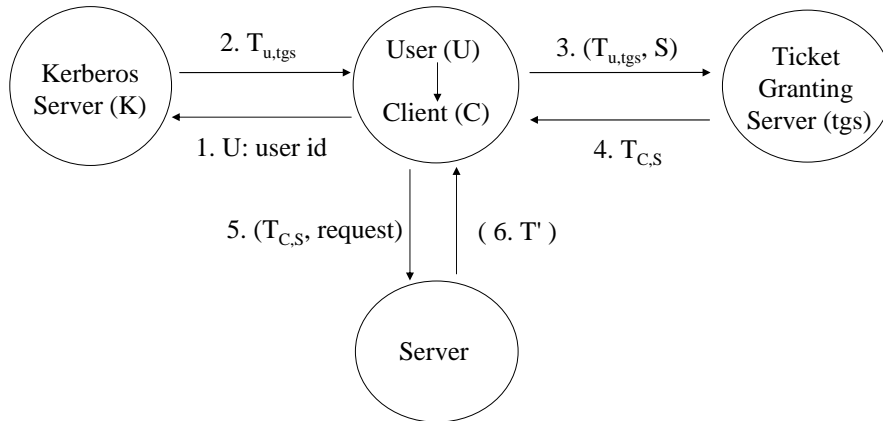 2. Tu,tgs
User (U)
3. (Tu,tgs, S)
Ticket
Granting
Server (tgs)
Kerberos
Server (K)
Client (C)
1. U: user id
4. TC,S
5. (TC,S, request)
( 6. T' )
Server